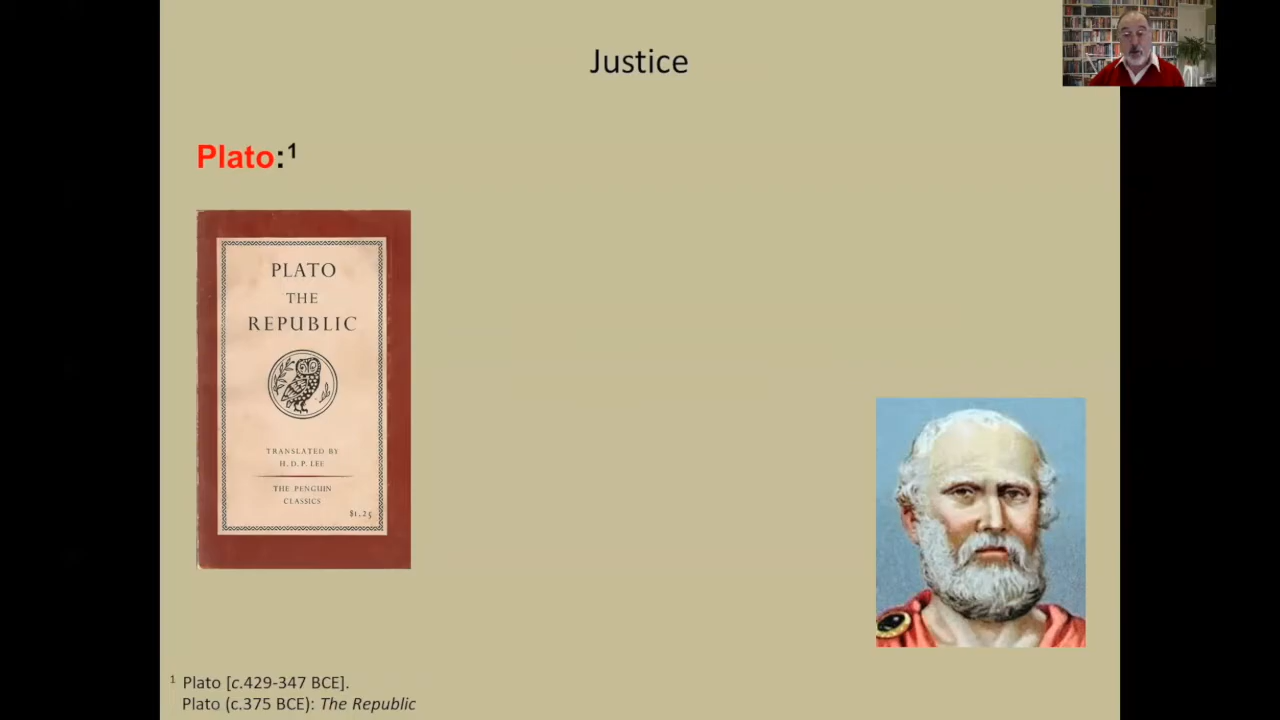 Justice
Plato:¹
PLATO
THE
REPUBLIC
TRANSLATED BY
H. D. P. LEE
THE PENGUIN
CLASSICS
$1.25
¹ Plato [c.429-347 BCE].
Plato (c.375 BCE): The Republic